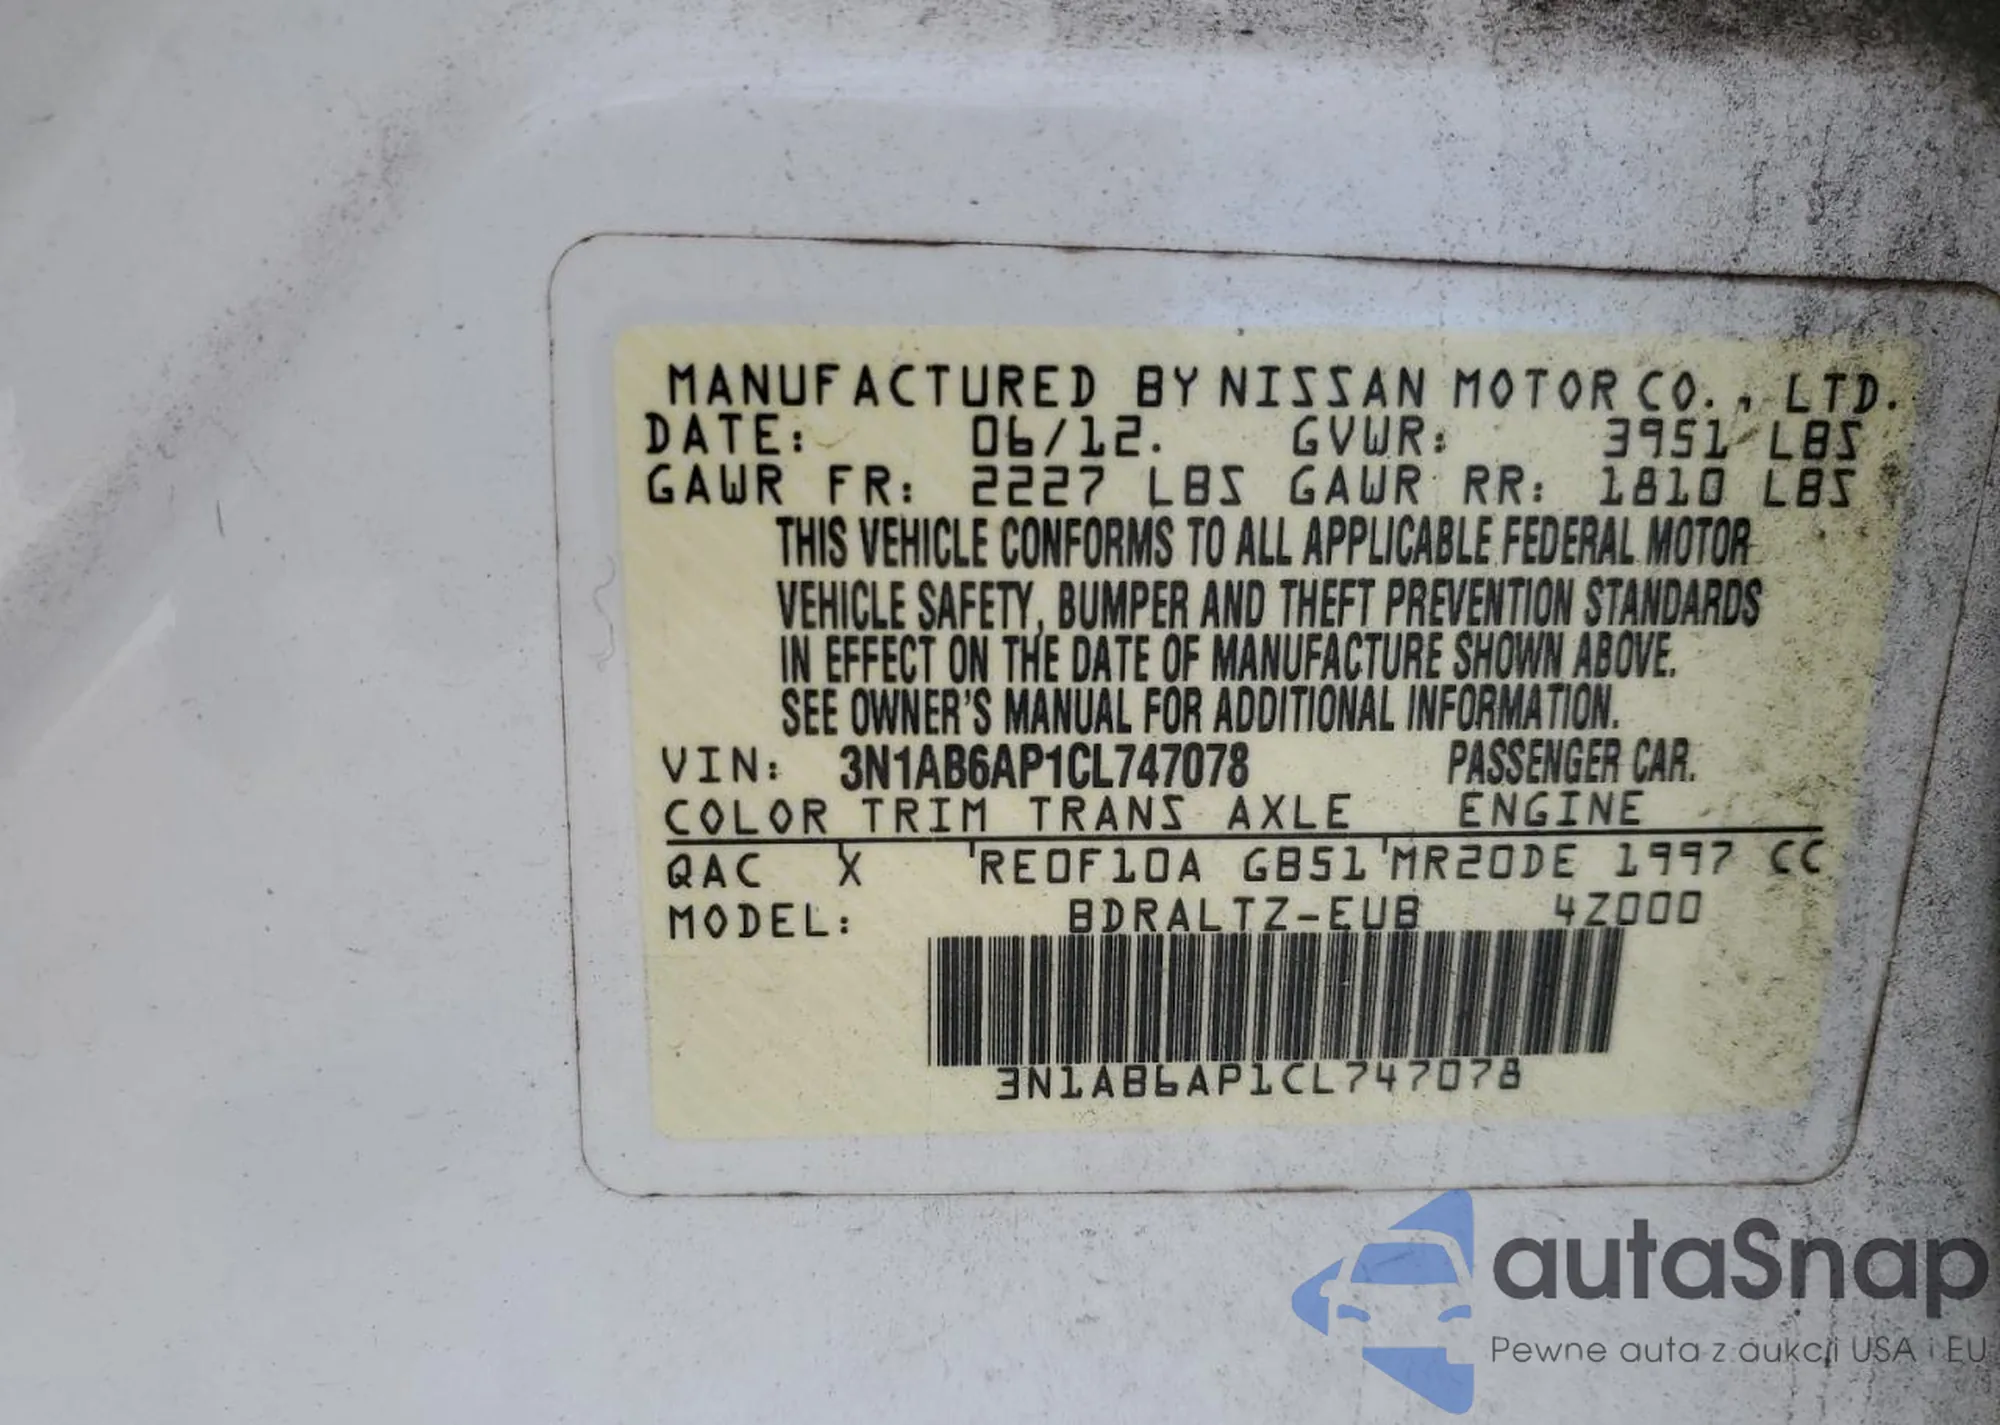 MANUFACTURED BY NISSAN MOTOR CO., LTD.
DATE: 06/12. GVWR: 3951 LBS
GAWR FR: 2227 LBS GAWR RR: 1810 LBS
THIS VEHICLE CONFORMS TO ALL APPLICABLE FEDERAL MOTOR
VEHICLE SAFETY, BUMPER AND THEFT PREVENTION STANDARDS
IN EFFECT ON THE DATE OF MANUFACTURE SHOWN ABOVE.
SEE OWNER'S MANUAL FOR ADDITIONAL INFORMATION.
VIN: 3N1AB6AP1CL747078 PASSENGER CAR.
COLOR TRIM TRANS AXLE ENGINE
QAC X RE0F10A GB51 MR20DE 1997 CC
MODEL: BDRALTZ-EUB 4Z000
3N1AB6AP1CL747078
autaSnap
Pewne auta z aukcji USA i EU